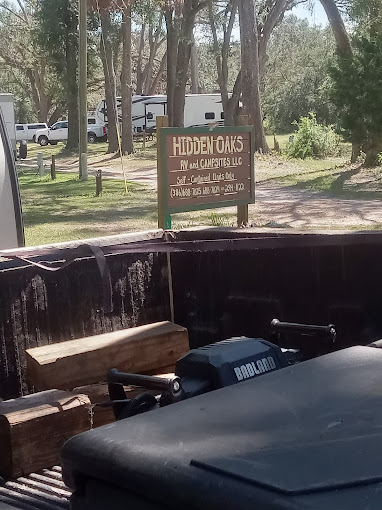 HIDDEN OAKS
RV and CAMPSITES LLC
Self - Contained Units Only
BADLAND